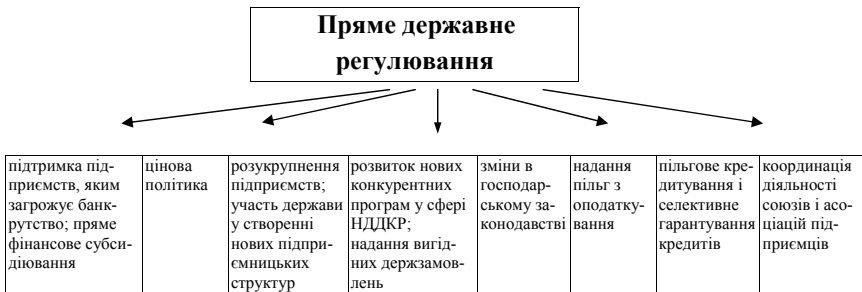 Пряме державне
регулювання
підтримка під-
приємств, яким
загрожує банк-
рутство; пряме
фінансове субси-
діювання
цінова
політика
розукрупнення
підприємств;
участь держави
у створенні
нових підпри-
ємницьких
структур
розвиток нових
конкурентних
програм у сфері
НДДКР;
надання вигід-
них держзамов-
лень
зміни в
господар-
ському за-
конодавстві
надання
пільг з
оподатку-
вання
пільгове кре-
дитування і
селективне
гарантування
кредитів
координація
діяльності
союзів і асо-
ціацій під-
приємців